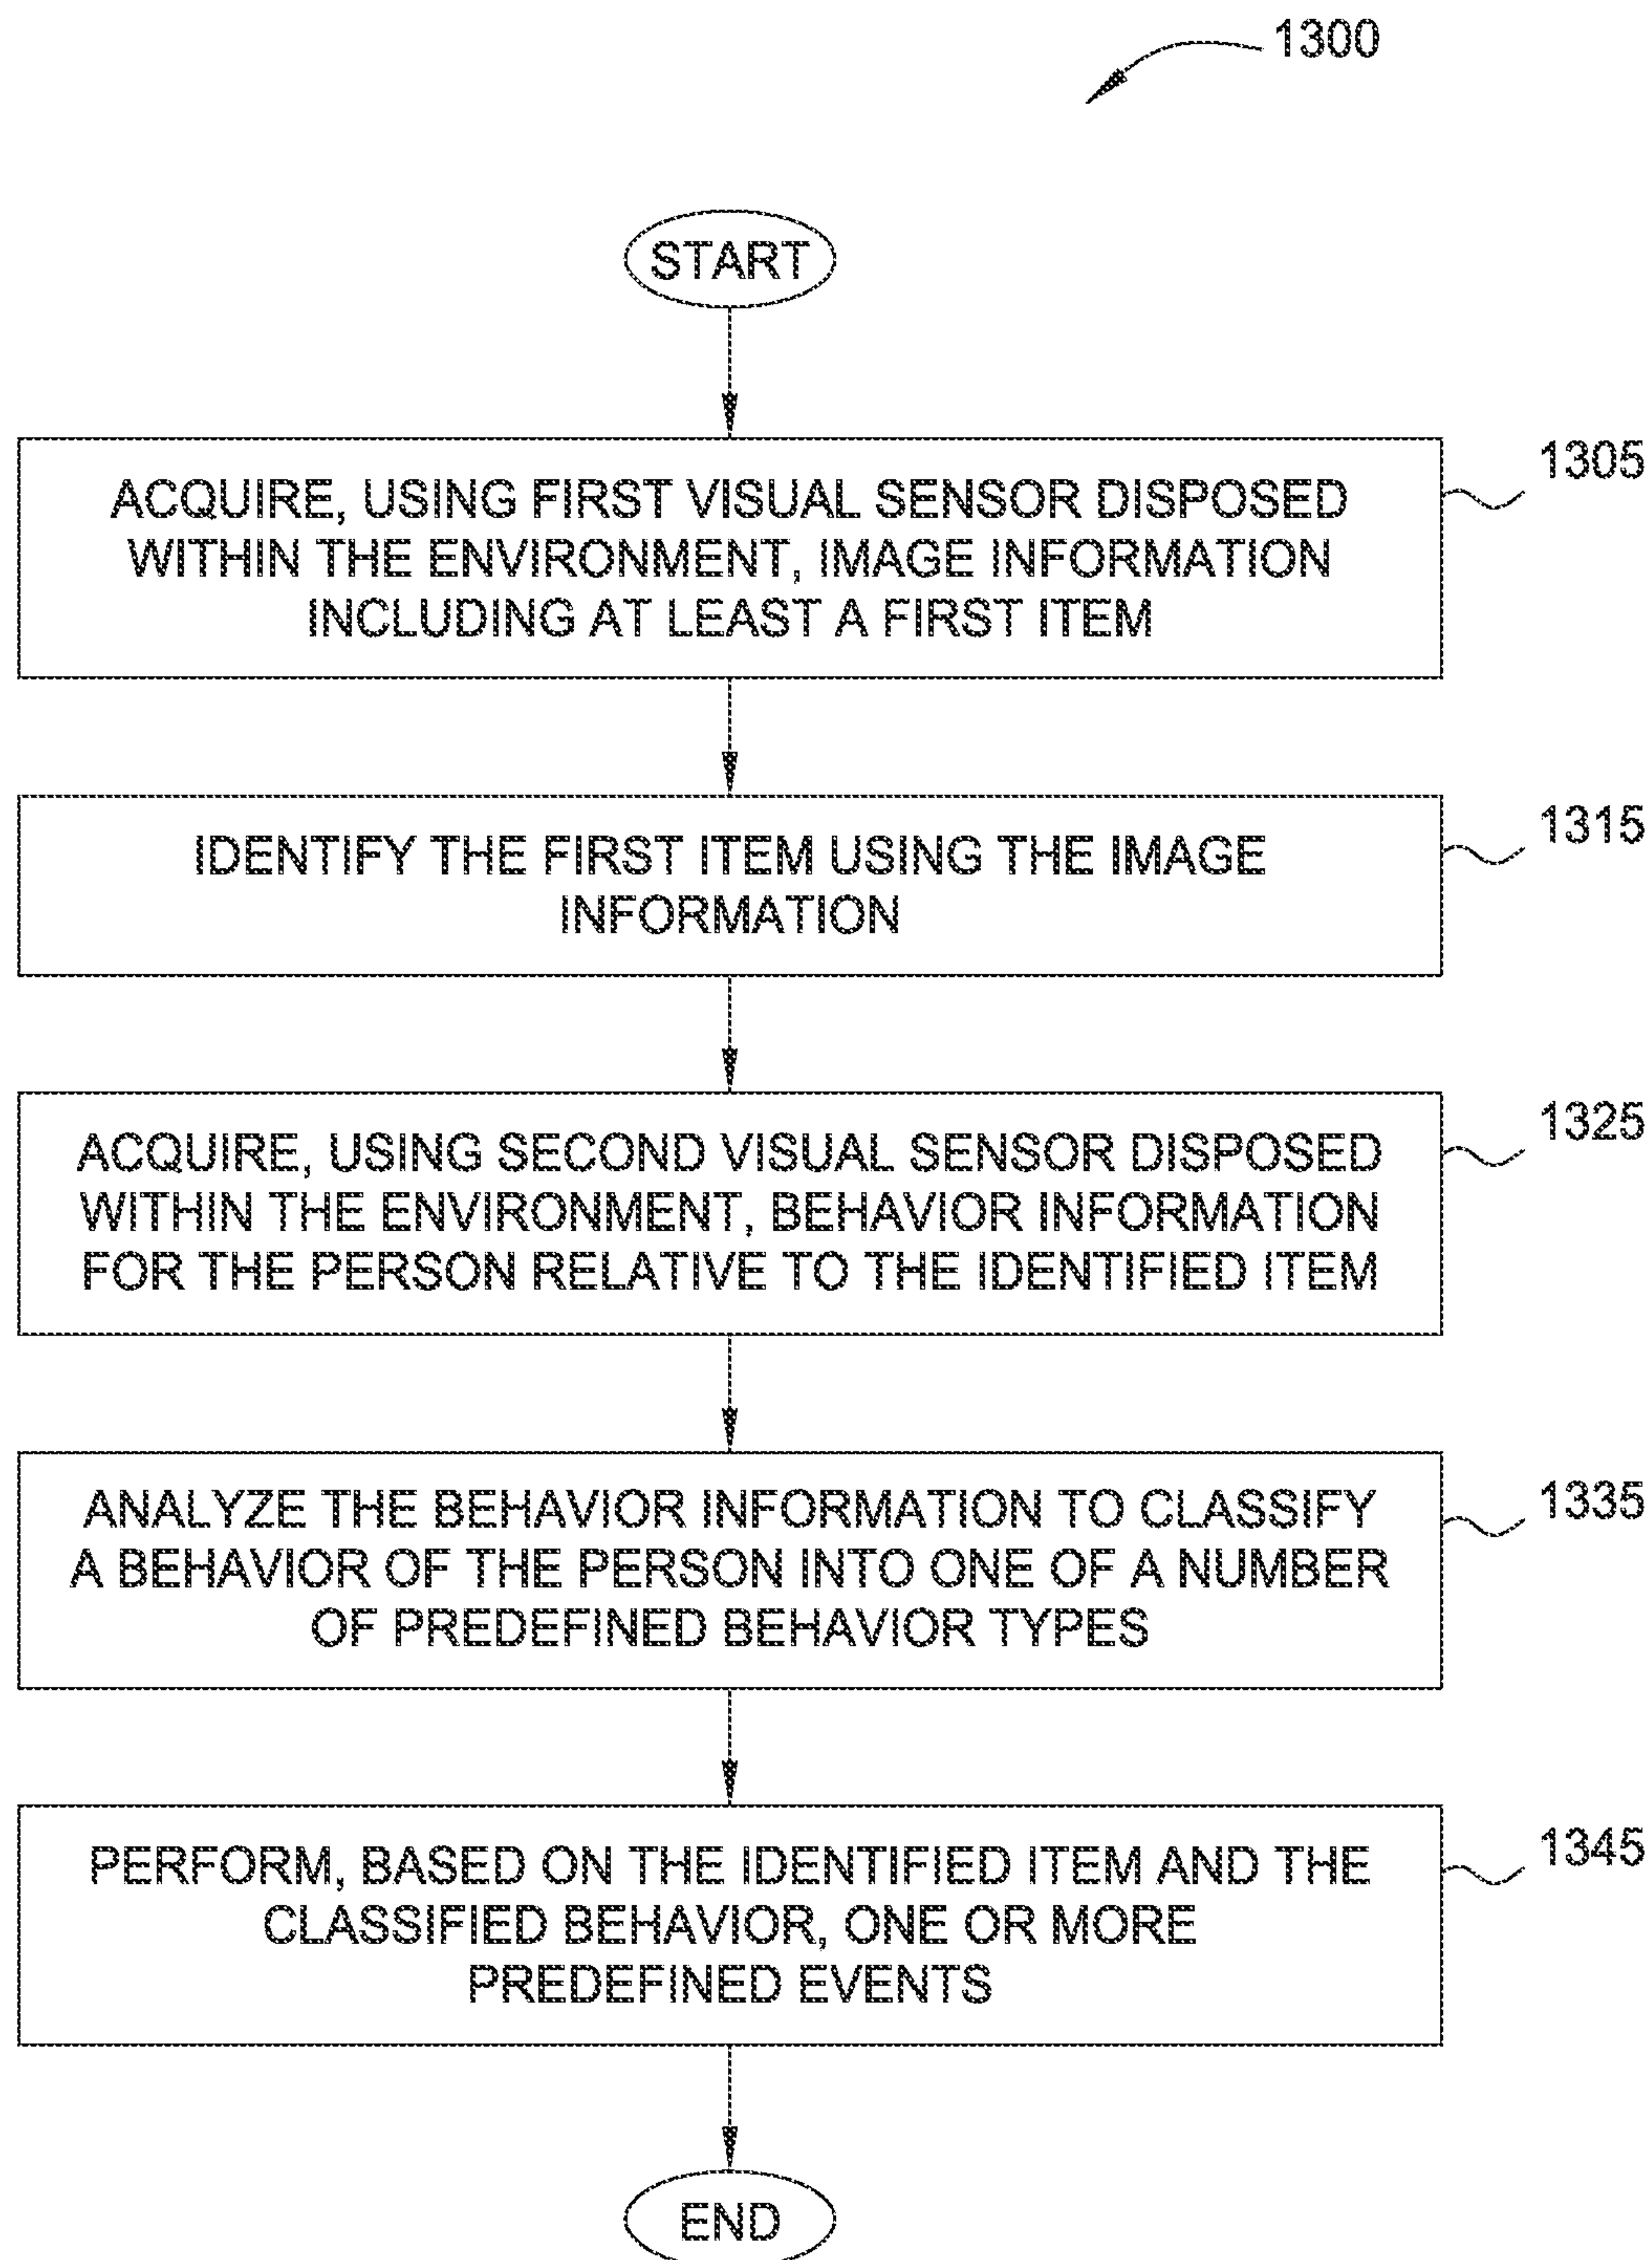 1300
START
ACQUIRE, USING FIRST VISUAL SENSOR DISPOSED
WITHIN THE ENVIRONMENT, IMAGE INFORMATION
INCLUDING AT LEAST A FIRST ITEM
1305
IDENTIFY THE FIRST ITEM USING THE IMAGE
INFORMATION
1315
ACQUIRE, USING SECOND VISUAL SENSOR DISPOSED
WITHIN THE ENVIRONMENT, BEHAVIOR INFORMATION
FOR THE PERSON RELATIVE TO THE IDENTIFIED ITEM
1325
ANALYZE THE BEHAVIOR INFORMATION TO CLASSIFY
A BEHAVIOR OF THE PERSON INTO ONE OF A NUMBER
OF PREDEFINED BEHAVIOR TYPES
1335
PERFORM, BASED ON THE IDENTIFIED ITEM AND THE
CLASSIFIED BEHAVIOR, ONE OR MORE
PREDEFINED EVENTS
1345
END